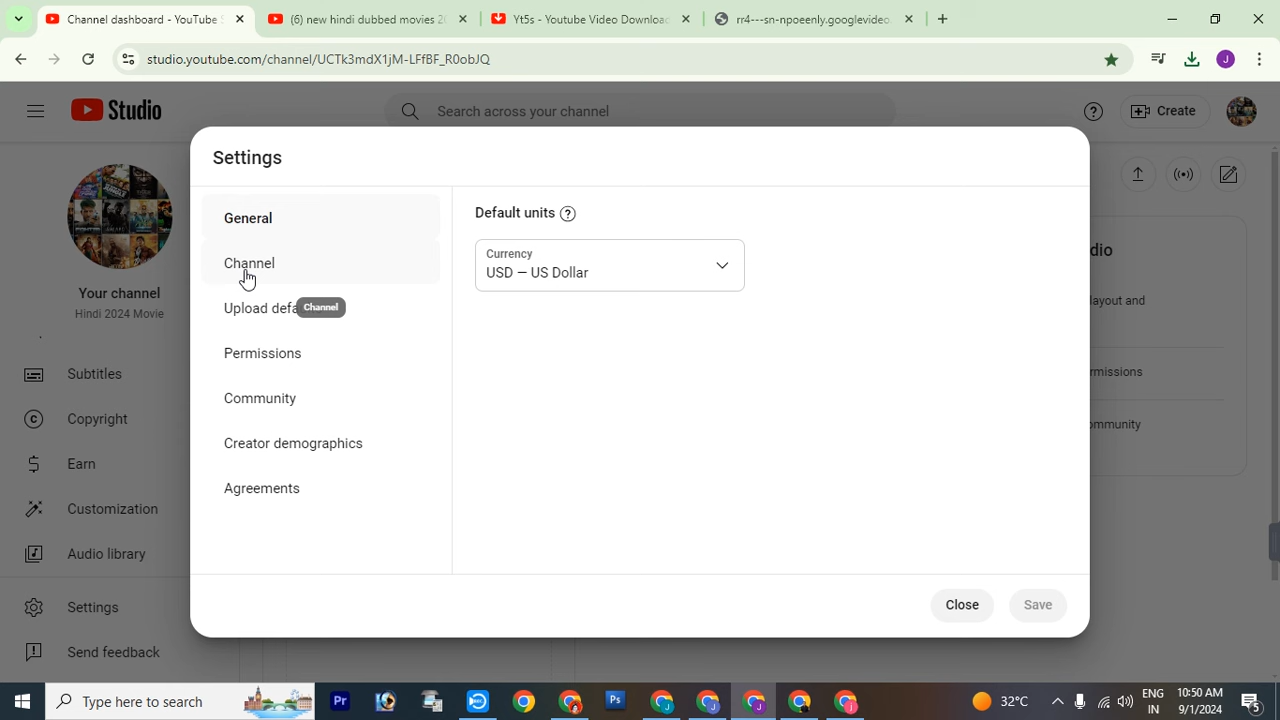 Channel dashboard - YouTube S
(6) new hindi dubbed movies 2
Yt5s - Youtube Video Downloa
rr4---sn-npoeenly.googlevideo.
studio.youtube.com/channel/UCTk3mdX1jM-LFfBF_R0obJQ
J
Studio
Search across your channel
Create
Settings
General
Channel
Upload defa
Channel
Permissions
Community
Creator demographics
Agreements
Default units
Currency
USD — US Dollar
Close
Save
Your channel
Hindi 2024 Movie
Subtitles
Copyright
Earn
Customization
Audio library
Settings
Send feedback
dio
layout and
rmissions
ommunity
Type here to search
Pr
Ps
32°C
ENG
IN
10:50 AM
9/1/2024
5